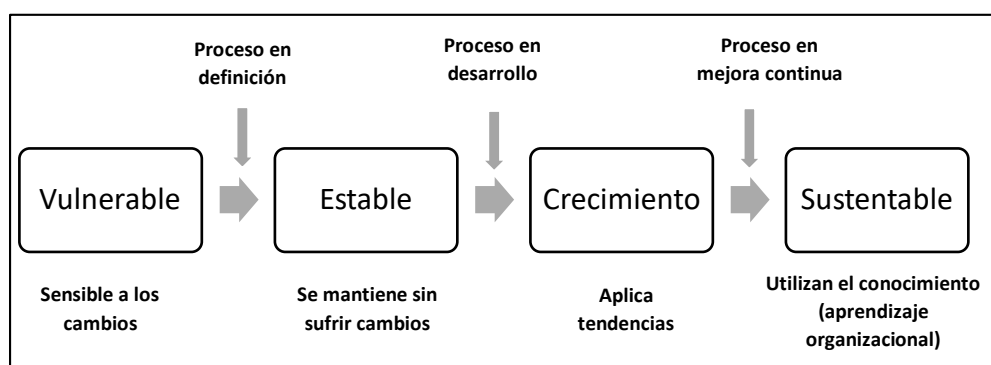 Proceso en
definición
Proceso en
desarrollo
Proceso en
mejora continua
Vulnerable
Estable
Crecimiento
Sustentable
Sensible a los
cambios
Se mantiene sin
sufrir cambios
Aplica
tendencias
Utilizan el conocimiento
(aprendizaje
organizacional)